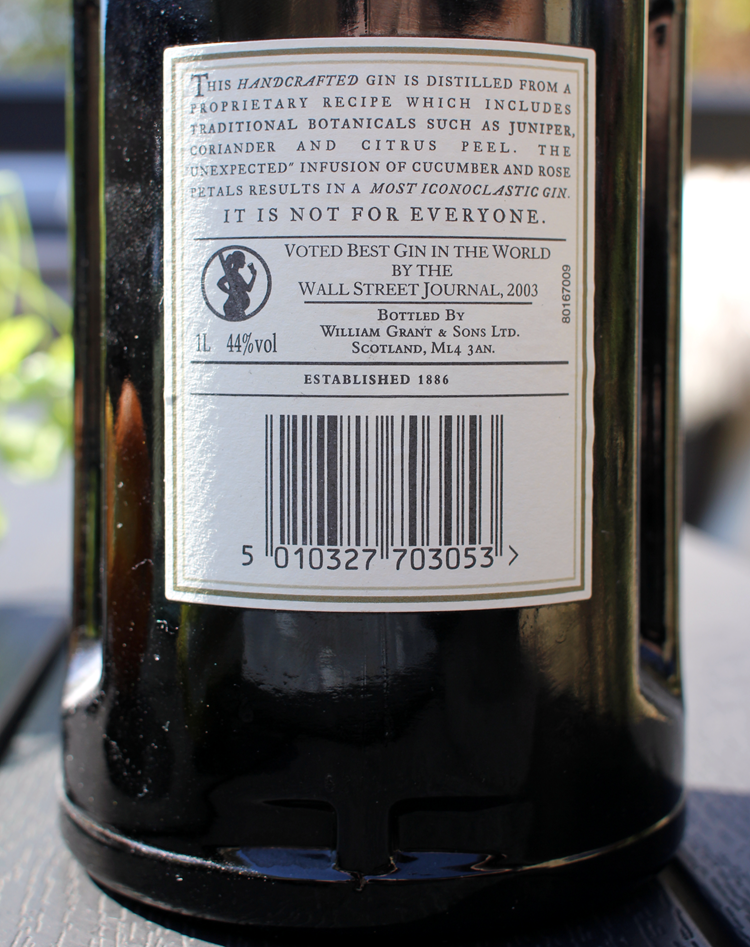 THIS HANDCRAFTED GIN IS DISTILLED FROM A
PROPRIETARY RECIPE WHICH INCLUDES
TRADITIONAL BOTANICALS SUCH AS JUNIPER,
CORIANDER AND CITRUS PEEL. THE
"UNEXPECTED" INFUSION OF CUCUMBER AND ROSE
PETALS RESULTS IN A MOST ICONOCLASTIC GIN.
IT IS NOT FOR EVERYONE.
VOTED BEST GIN IN THE WORLD
BY THE
WALL STREET JOURNAL, 2003
80167009
BOTTLED BY
WILLIAM GRANT & SONS LTD.
SCOTLAND, ML4 3AN.
1L 44%vol
ESTABLISHED 1886
5 010327 703053 >